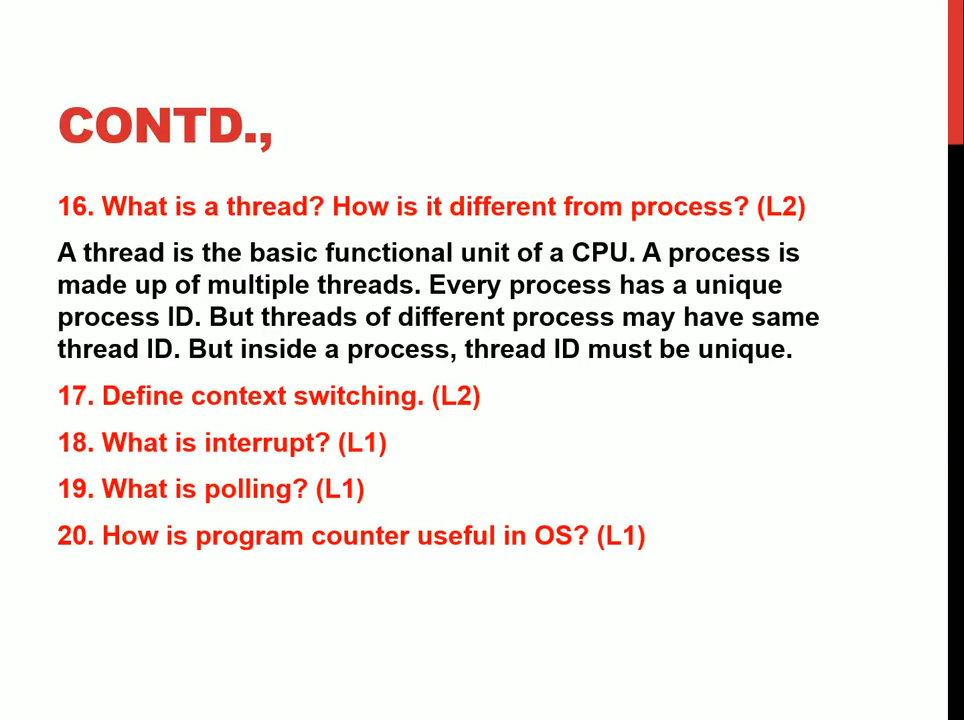 CONTD.,
16. What is a thread? How is it different from process? (L2)
A thread is the basic functional unit of a CPU. A process is
made up of multiple threads. Every process has a unique
process ID. But threads of different process may have same
thread ID. But inside a process, thread ID must be unique.
17. Define context switching. (L2)
18. What is interrupt? (L1)
19. What is polling? (L1)
20. How is program counter useful in OS? (L1)